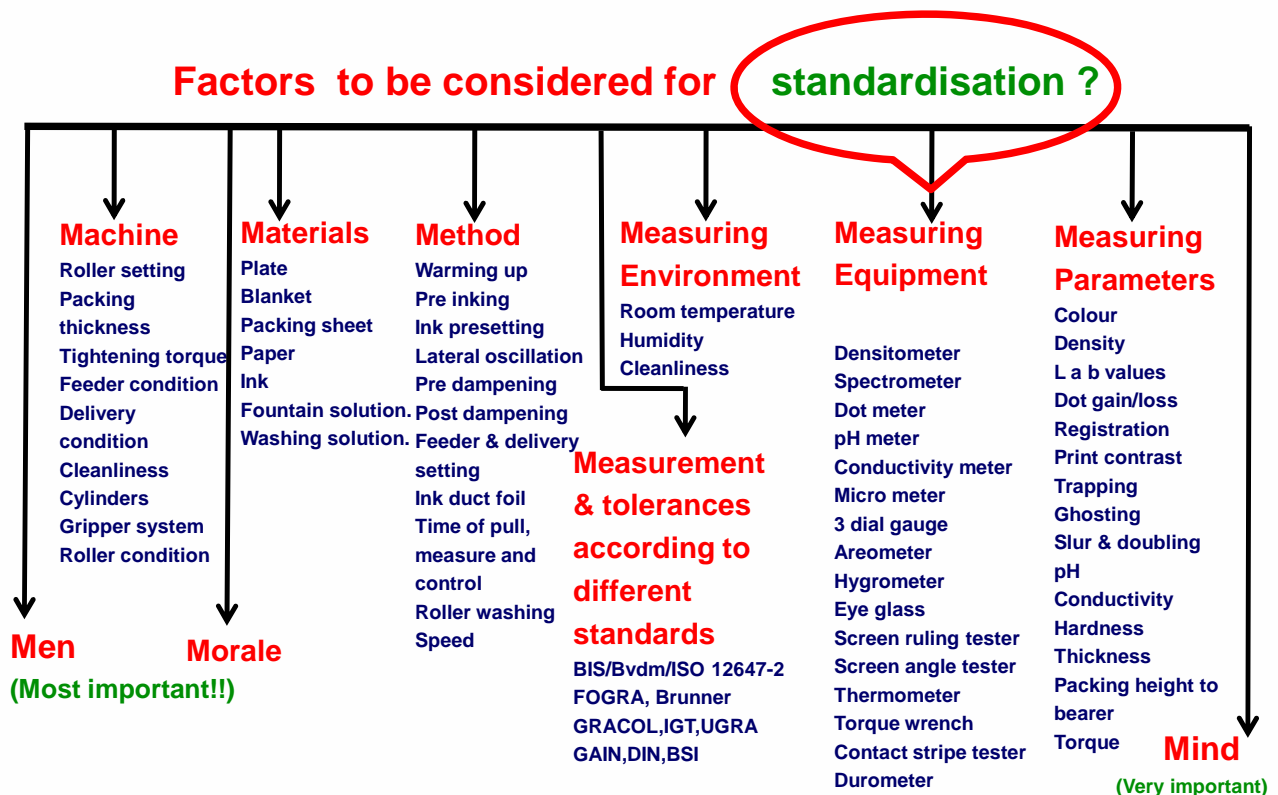 Factors to be considered for standardisation ?
Machine
Roller setting
Packing
thickness
Tightening torque
Feeder condition
Delivery
condition
Cleanliness
Cylinders
Gripper system
Roller condition
Materials
Plate
Blanket
Packing sheet
Paper
Ink
Fountain solution.
Washing solution.
Method
Warming up
Pre inking
Ink presetting
Lateral oscillation
Pre dampening
Post dampening
Feeder & delivery
setting
Ink duct foil
Time of pull,
measure and
control
Roller washing
Speed
Measuring
Environment
Room temperature
Humidity
Cleanliness
Measurement
& tolerances
according to
different
standards
BIS/Bvdm/ISO 12647-2
FOGRA, Brunner
GRACOL,IGT,UGRA
GAIN,DIN,BSI
Measuring
Equipment
Densitometer
Spectrometer
Dot meter
pH meter
Conductivity meter
Micro meter
3 dial gauge
Areometer
Hygrometer
Eye glass
Screen ruling tester
Screen angle tester
Thermometer
Torque wrench
Contact stripe tester
Durometer
Measuring
Parameters
Colour
Density
L a b values
Dot gain/loss
Registration
Print contrast
Trapping
Ghosting
Slur & doubling
pH
Conductivity
Hardness
Thickness
Packing height to
bearer
Torque
Men
(Most important!!)
Morale
Mind
(Very important)